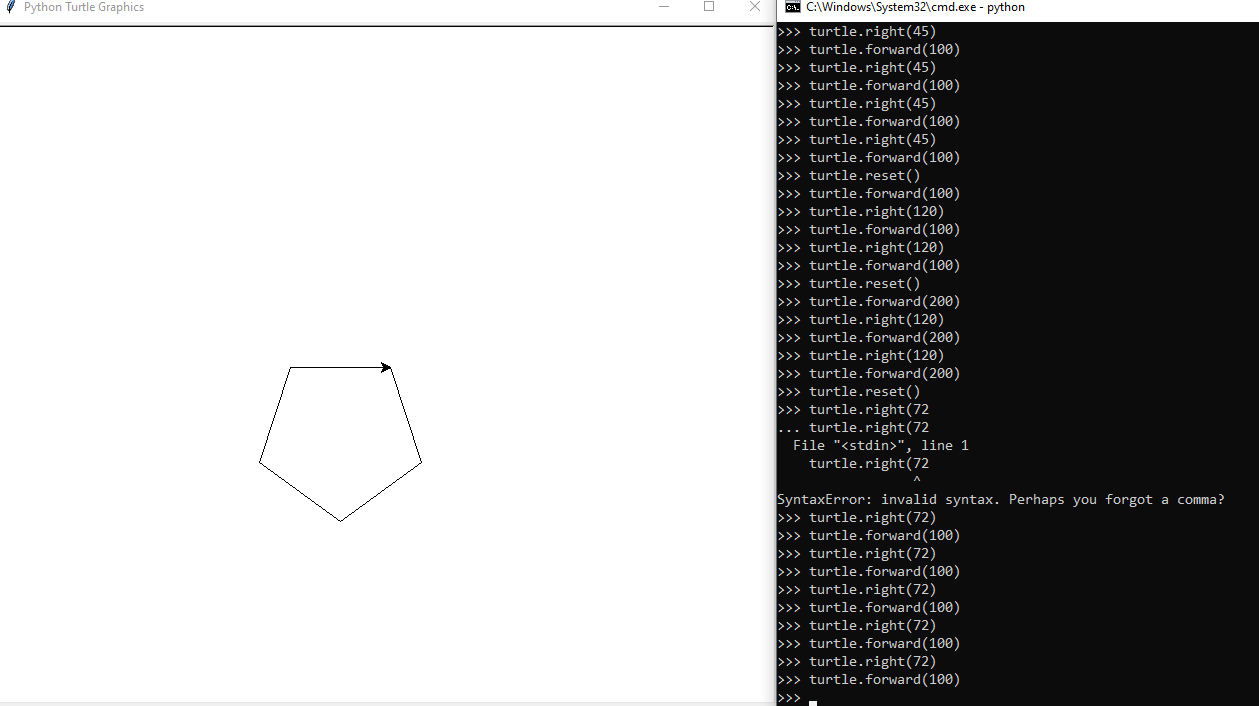 Python Turtle Graphics
C:\Windows\System32\cmd.exe - python
>>> turtle.right(45)
>>> turtle.forward(100)
>>> turtle.right(45)
>>> turtle.forward(100)
>>> turtle.right(45)
>>> turtle.forward(100)
>>> turtle.right(45)
>>> turtle.forward(100)
>>> turtle.reset()
>>> turtle.forward(100)
>>> turtle.right(120)
>>> turtle.forward(100)
>>> turtle.right(120)
>>> turtle.forward(100)
>>> turtle.reset()
>>> turtle.forward(200)
>>> turtle.right(120)
>>> turtle.forward(200)
>>> turtle.right(120)
>>> turtle.forward(200)
>>> turtle.reset()
>>> turtle.right(72
... turtle.right(72
  File "<stdin>", line 1
    turtle.right(72
                 ^
SyntaxError: invalid syntax. Perhaps you forgot a comma?
>>> turtle.right(72)
>>> turtle.forward(100)
>>> turtle.right(72)
>>> turtle.forward(100)
>>> turtle.right(72)
>>> turtle.forward(100)
>>> turtle.right(72)
>>> turtle.forward(100)
>>> turtle.right(72)
>>> turtle.forward(100)
>>>